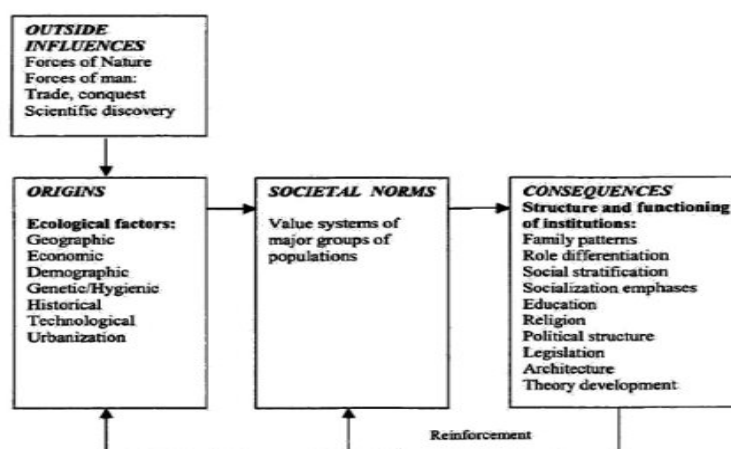 OUTSIDE
INFLUENCES
Forces of Nature
Forces of man:
Trade, conquest
Scientific discovery
ORIGINS
Ecological factors:
Geographic
Economic
Demographic
Genetic/Hygienic
Historical
Technological
Urbanization
SOCIETAL NORMS
Value systems of
major groups of
populations
CONSEQUENCES
Structure and functioning
of institutions:
Family patterns
Role differentiation
Social stratification
Socialization emphases
Education
Religion
Political structure
Legislation
Architecture
Theory development
Reinforcement